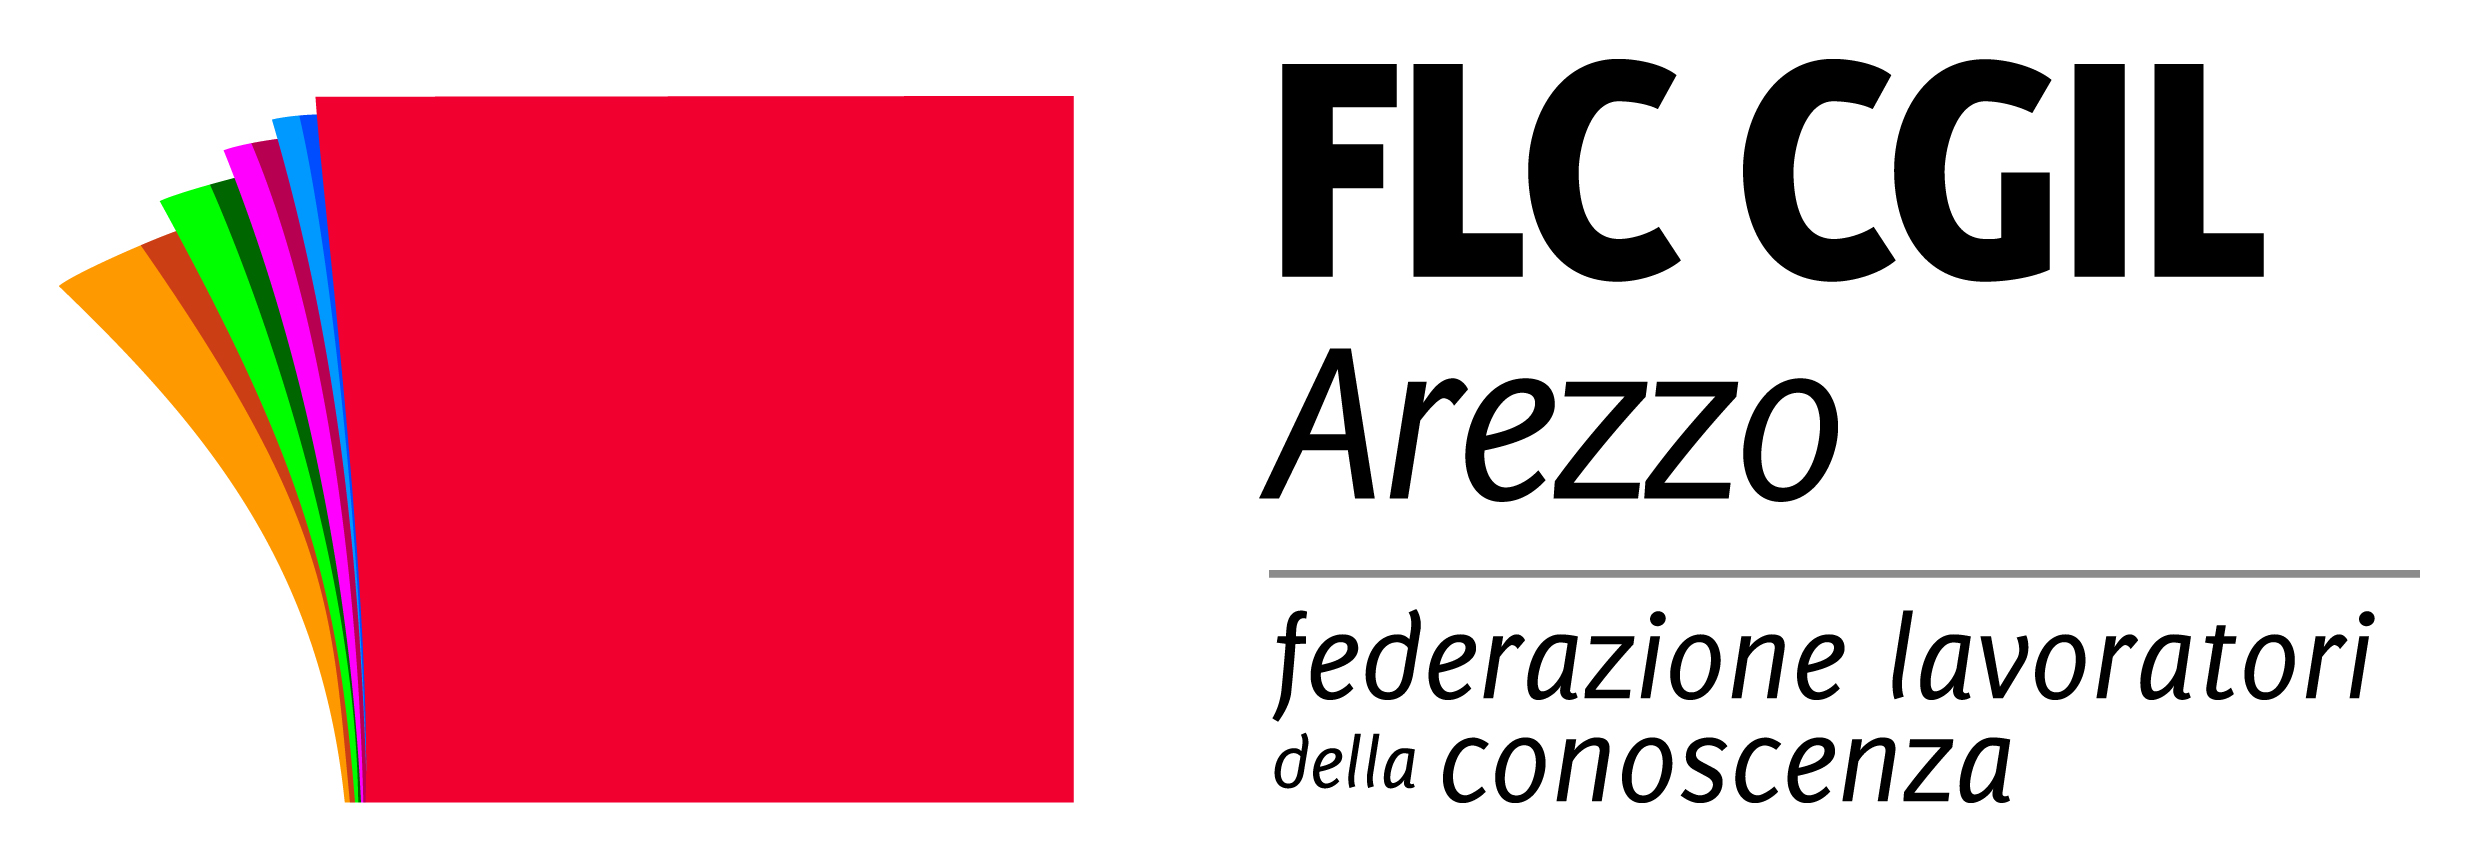 FLC CGIL
Arezzo
federazione lavoratori
della conoscenza